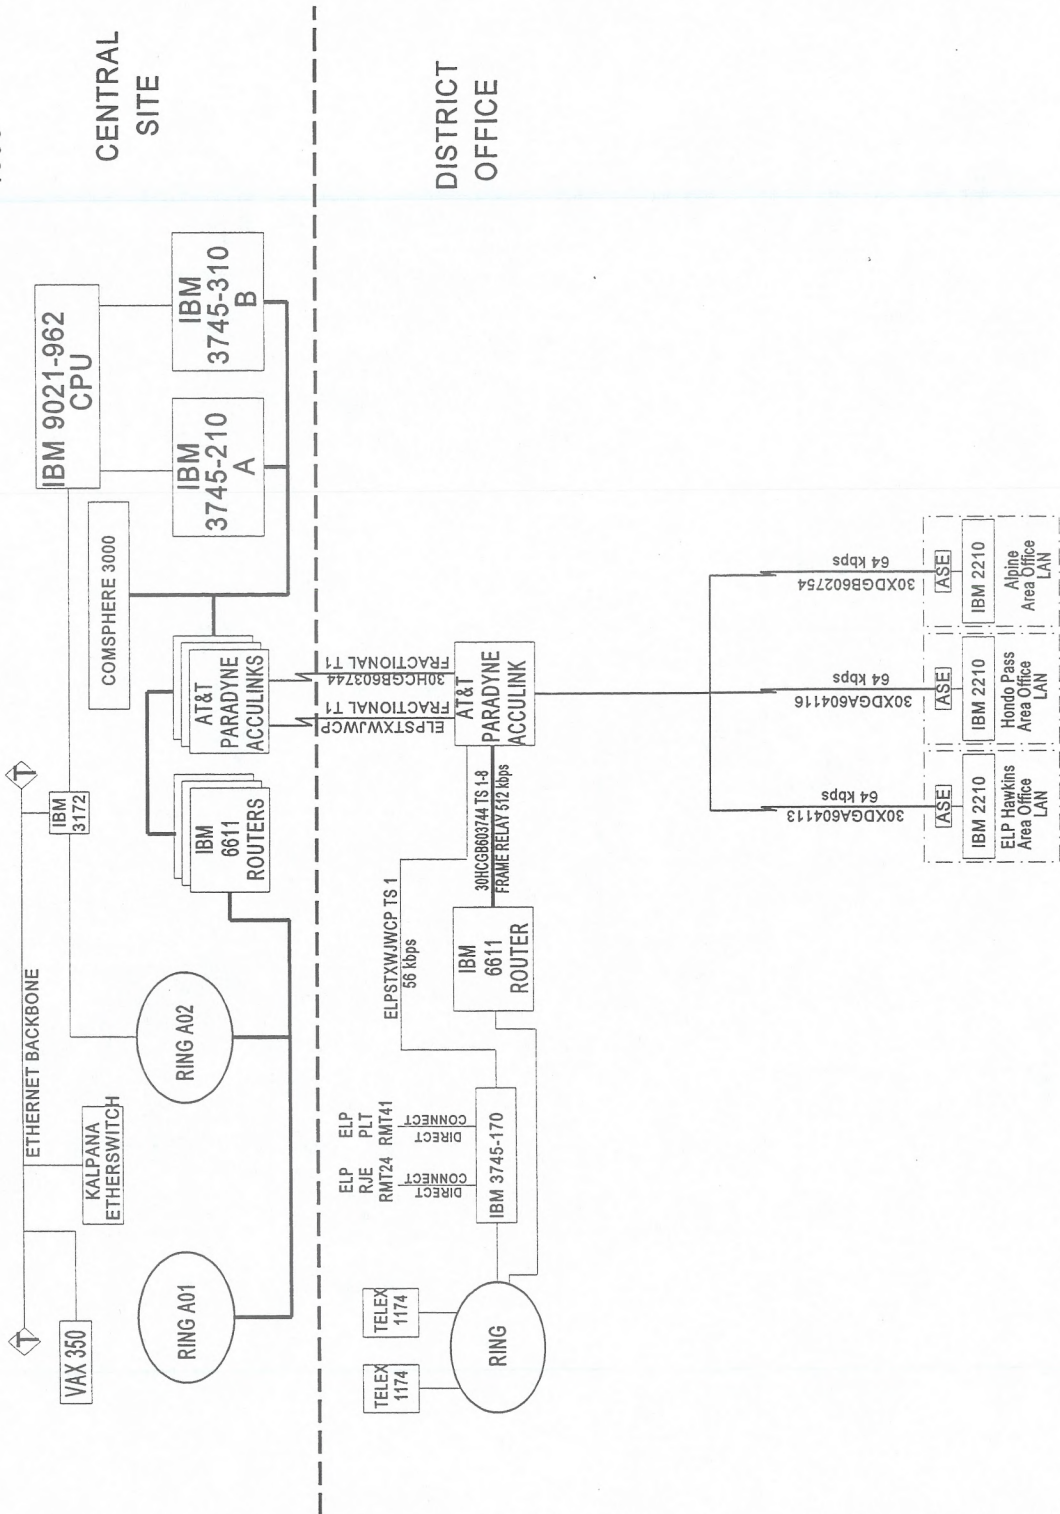 CENTRAL
SITE
ETHERNET BACKBONE
T
T
VAX 350
KALPANA
ETHERSWITCH
IBM
3172
IBM 9021-962
CPU
COMSPHERE 3000
IBM
3745-210
A
IBM
3745-310
B
RING A01
RING A02
IBM
6611
ROUTERS
AT&T
PARADYNE
ACCULINKS
DISTRICT
OFFICE
ELPSTXWJWCP
FRACTIONAL T1
30HCGB603744
FRACTIONAL T1
TELEX
1174
TELEX
1174
RING
ELP
RJE
RMT24
DIRECT
CONNECT
ELP
PLT
RMT41
DIRECT
CONNECT
IBM 3745-170
ELPSTXWJWCP TS 1
56 kbps
IBM
6611
ROUTER
30HCGB603744 TS 1-8
FRAME RELAY 512 kbps
AT&T
PARADYNE
ACCULINK
30XDGA604113
64 kbps
30XDGA604116
64 kbps
30XDGB602754
64 kbps
ASE
IBM 2210
ELP Hawkins
Area Office
LAN
ASE
IBM 2210
Hondo Pass
Area Office
LAN
ASE
IBM 2210
Alpine
Area Office
LAN